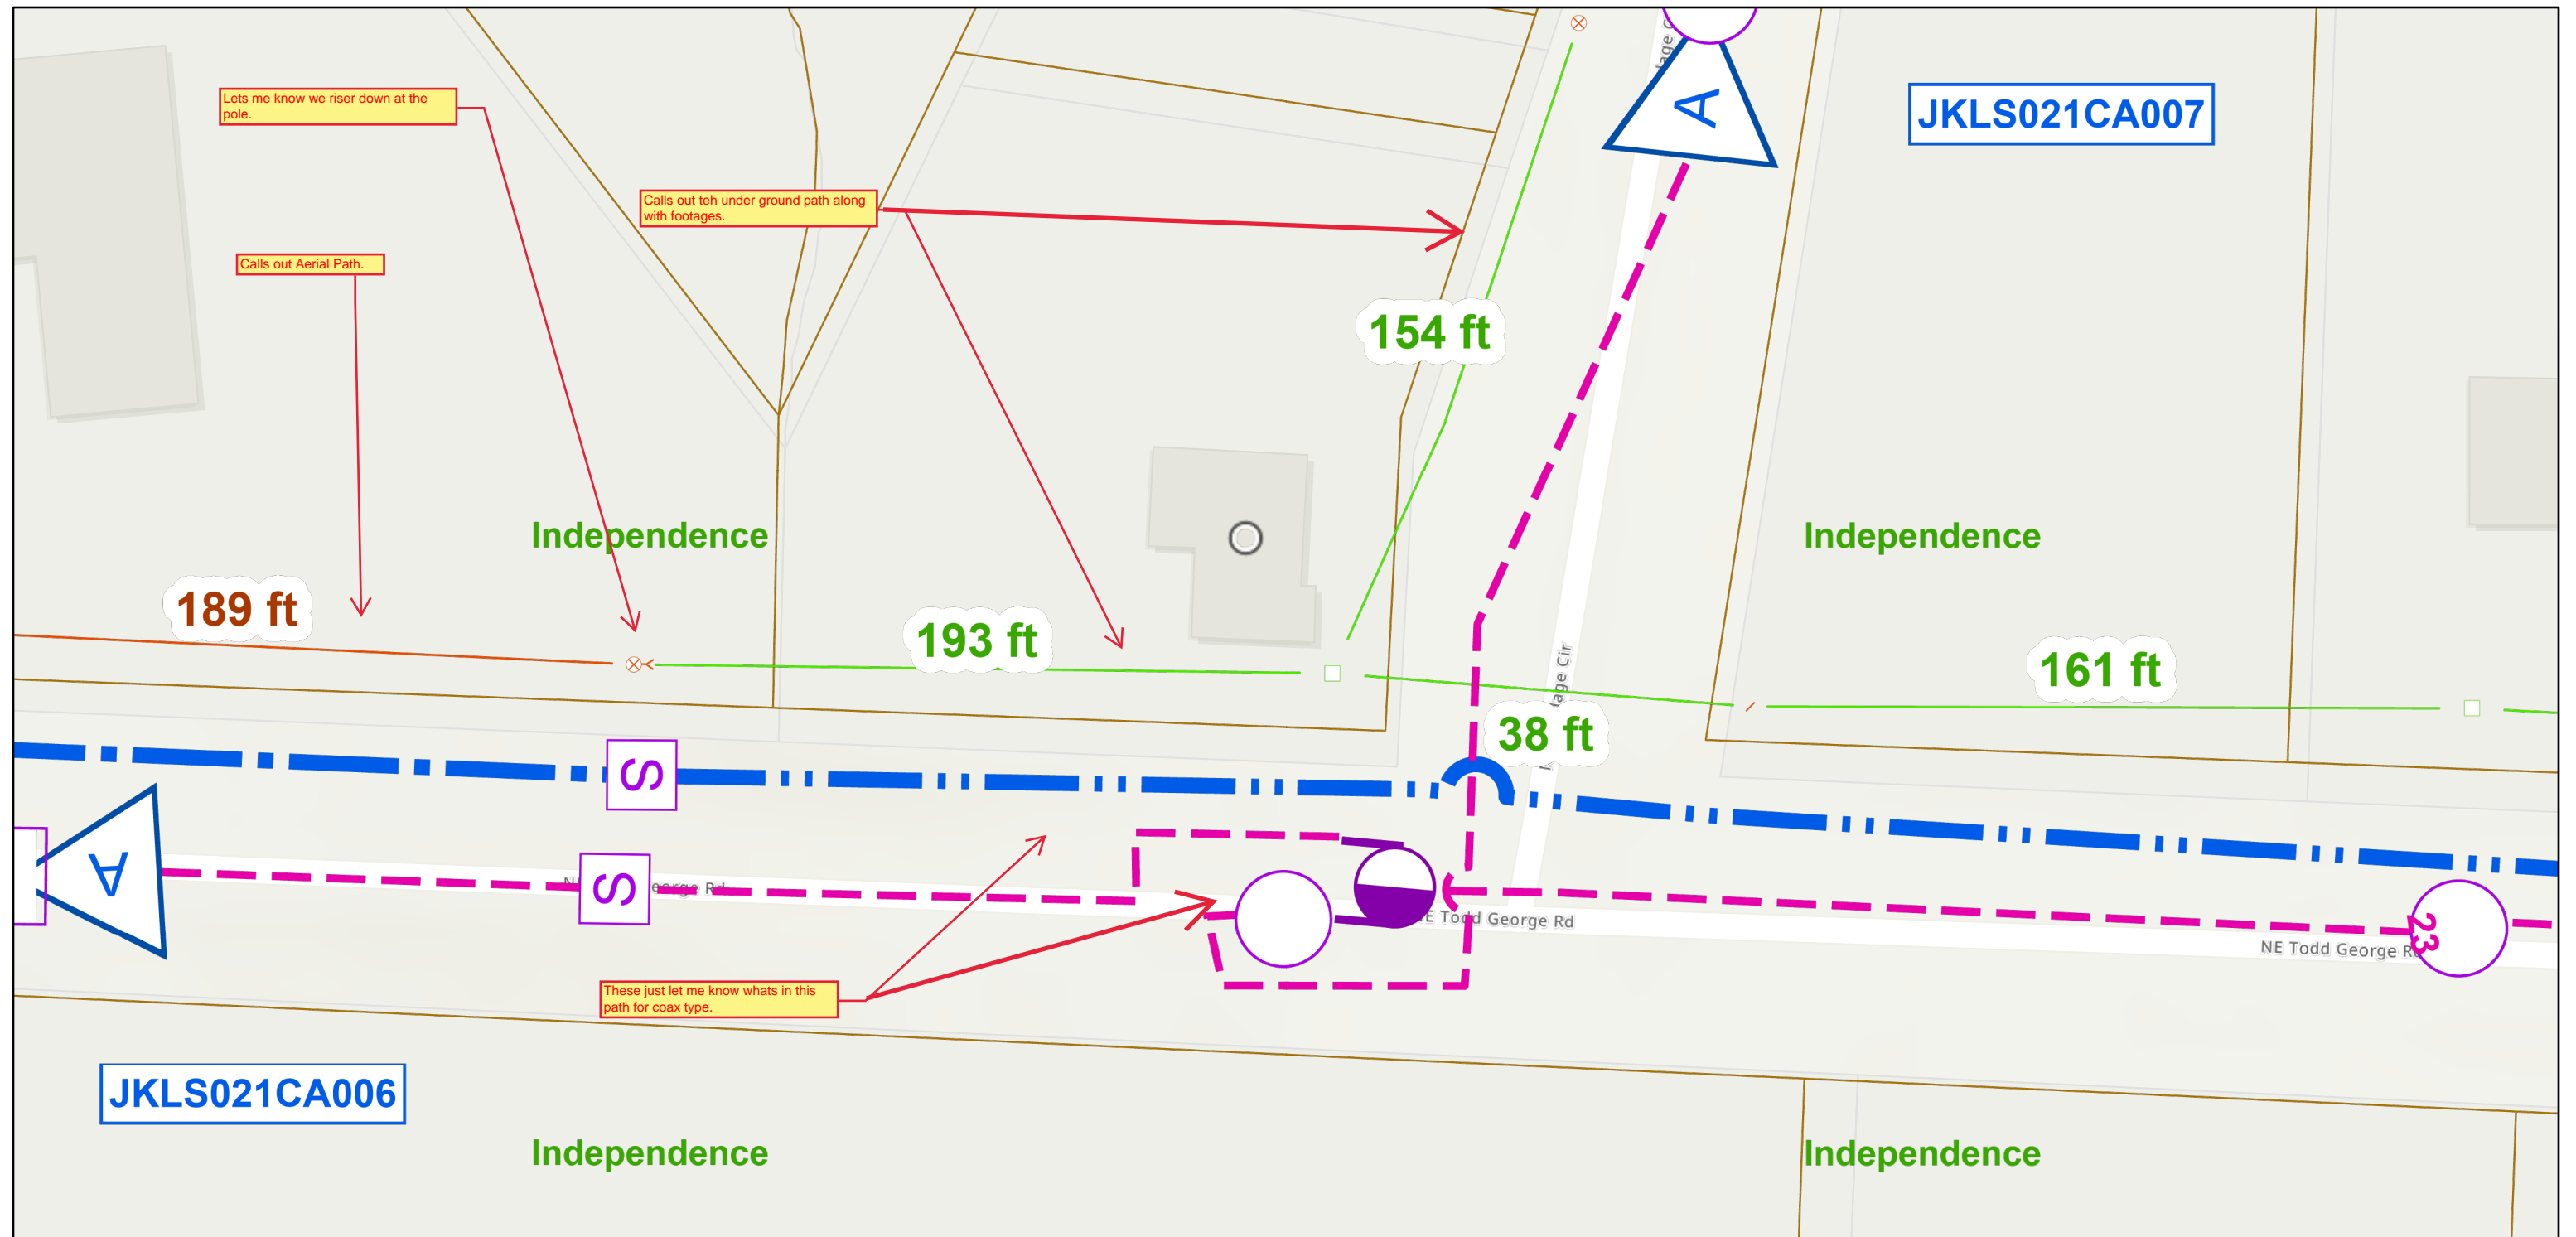 Lets me know we riser down at the
pole.
A
JKLS021CA007
Calls out teh under ground path along
with footages.
Calls out Aerial Path.
154 ft
Independence
Independence
189 ft
193 ft
161 ft
38 ft
S
A
S
George Rd
NE Todd George Rd
NE Todd George Rd
23
These just let me know whats in this
path for coax type.
JKLS021CA006
Independence
Independence